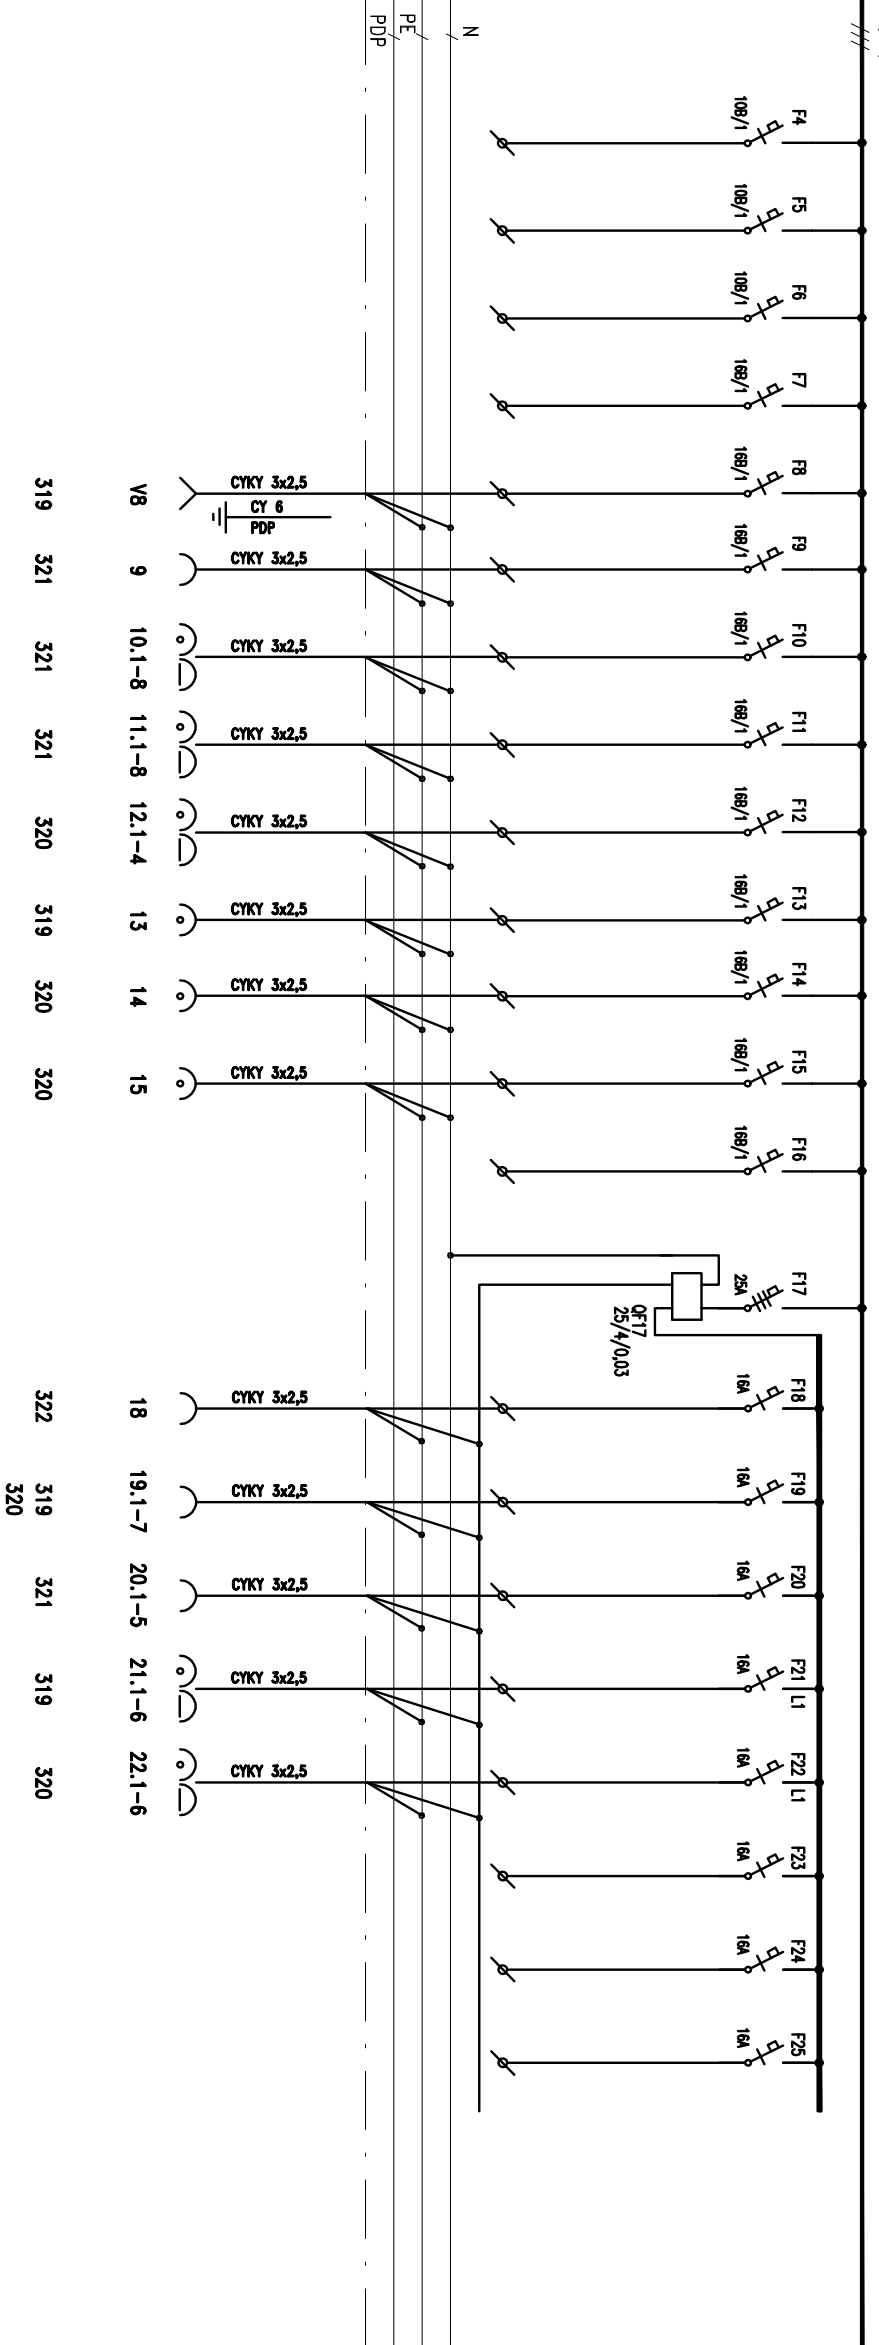 N
PE
PDP
F4
10B/1
F5
10B/1
F6
10B/1
F7
16B/1
F8
16B/1
CYKY 3x2,5
CY 6
PDP
V8
319
F9
16B/1
CYKY 3x2,5
9
321
F10
16B/1
CYKY 3x2,5
10.1-8
321
F11
16B/1
CYKY 3x2,5
11.1-8
321
F12
16B/1
CYKY 3x2,5
12.1-4
320
F13
16B/1
CYKY 3x2,5
13
319
F14
16B/1
CYKY 3x2,5
14
320
F15
16B/1
CYKY 3x2,5
15
320
F16
16B/1
F17
25A
QF17
25/4/0,03
F18
16A
CYKY 3x2,5
18
322
F19
16A
CYKY 3x2,5
19.1-7
319
320
F20
16A
CYKY 3x2,5
20.1-5
321
F21 L1
16A
CYKY 3x2,5
21.1-6
319
F22 L1
16A
CYKY 3x2,5
22.1-6
320
F23
16A
F24
16A
F25
16A